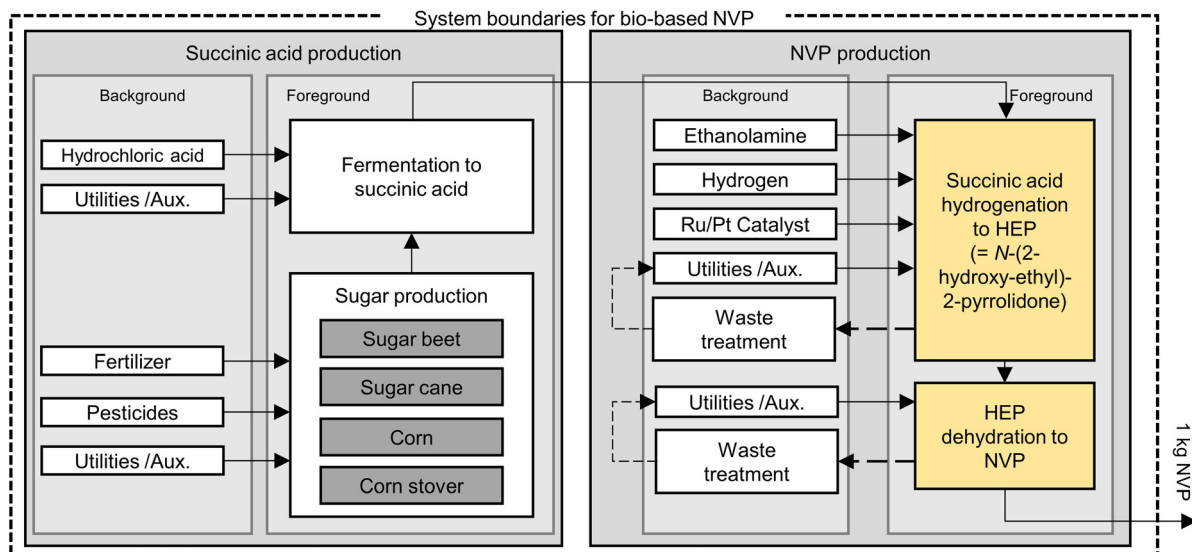 System boundaries for bio-based NVP
Succinic acid production
Background
Foreground
Hydrochloric acid
Utilities /Aux.
Fermentation to
succinic acid
Sugar production
Sugar beet
Sugar cane
Corn
Corn stover
Fertilizer
Pesticides
Utilities /Aux.
NVP production
Background
Foreground
Ethanolamine
Hydrogen
Ru/Pt Catalyst
Utilities /Aux.
Waste
treatment
Succinic acid
hydrogenation
to HEP
(= N-(2-
hydroxy-ethyl)-
2-pyrrolidone)
Utilities /Aux.
Waste
treatment
HEP
dehydration to
NVP
1 kg NVP